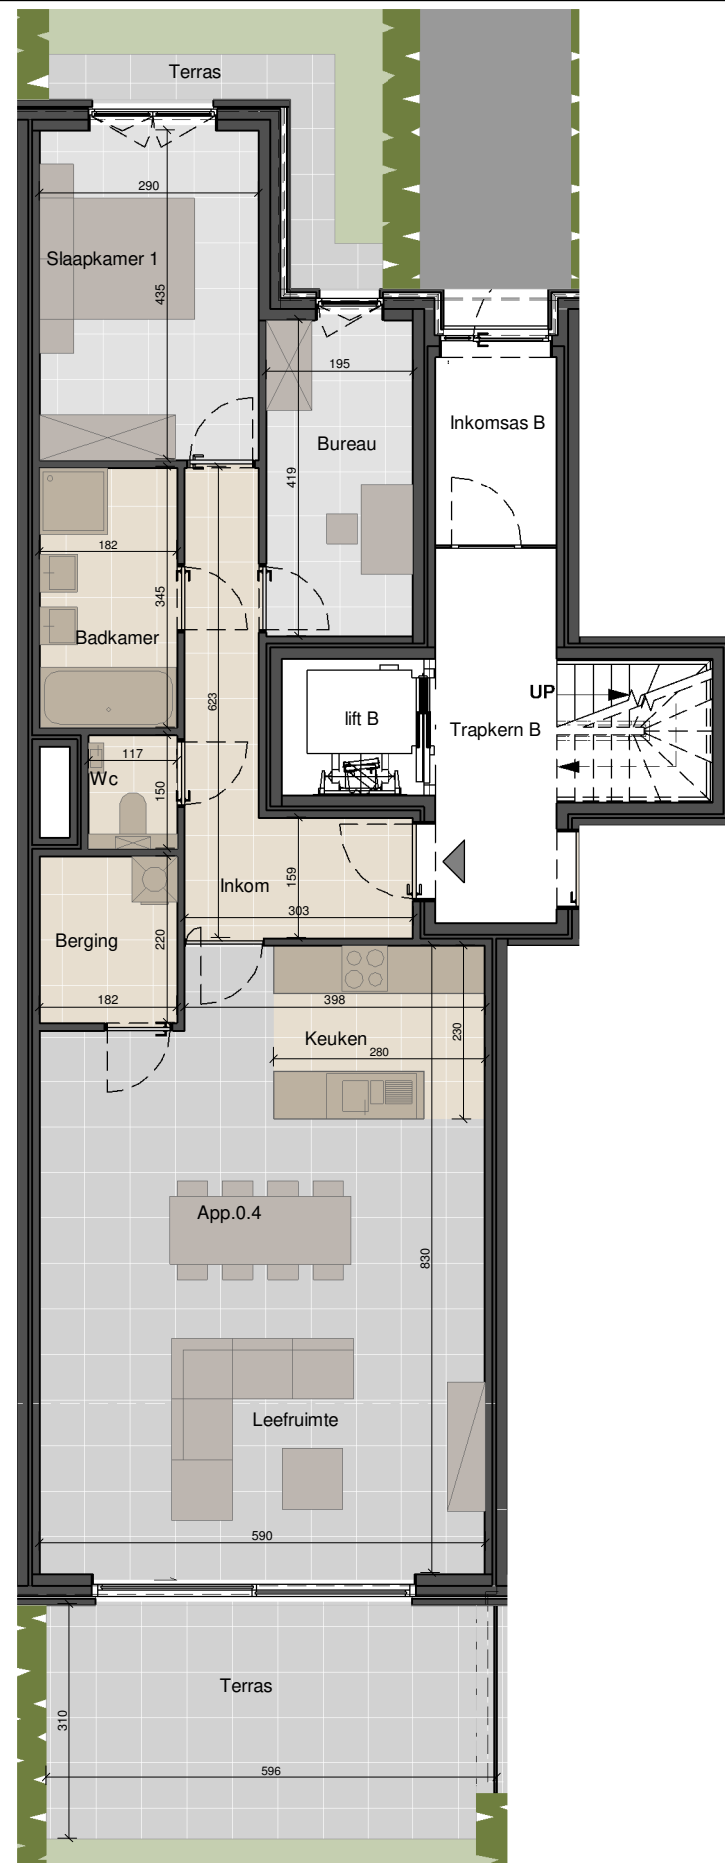 Terras
290
Slaapkamer 1
435
195
Inkomsas B
Bureau
419
182
345
Badkamer
623
UP
lift B
Trapkern B
117
Wc
150
Inkom
159
303
Berging
220
182
398
Keuken
230
280
App.0.4
830
Leefruimte
590
Terras
310
596